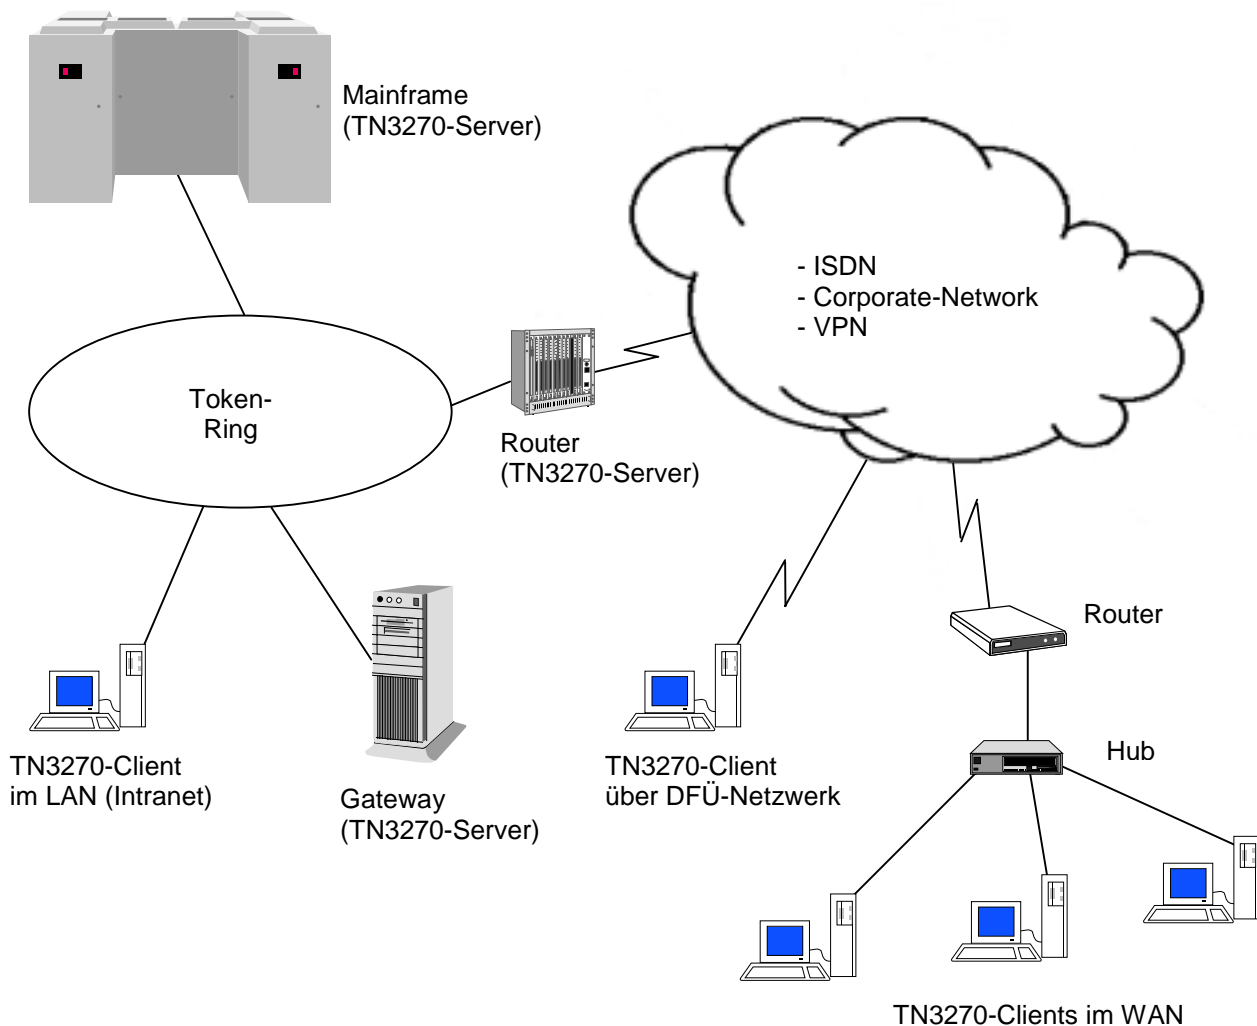 Mainframe
(TN3270-Server)
- ISDN
- Corporate-Network
- VPN
Token-
Ring
Router
(TN3270-Server)
Router
Hub
TN3270-Client
im LAN (Intranet)
Gateway
(TN3270-Server)
TN3270-Client
über DFÜ-Netzwerk
TN3270-Clients im WAN